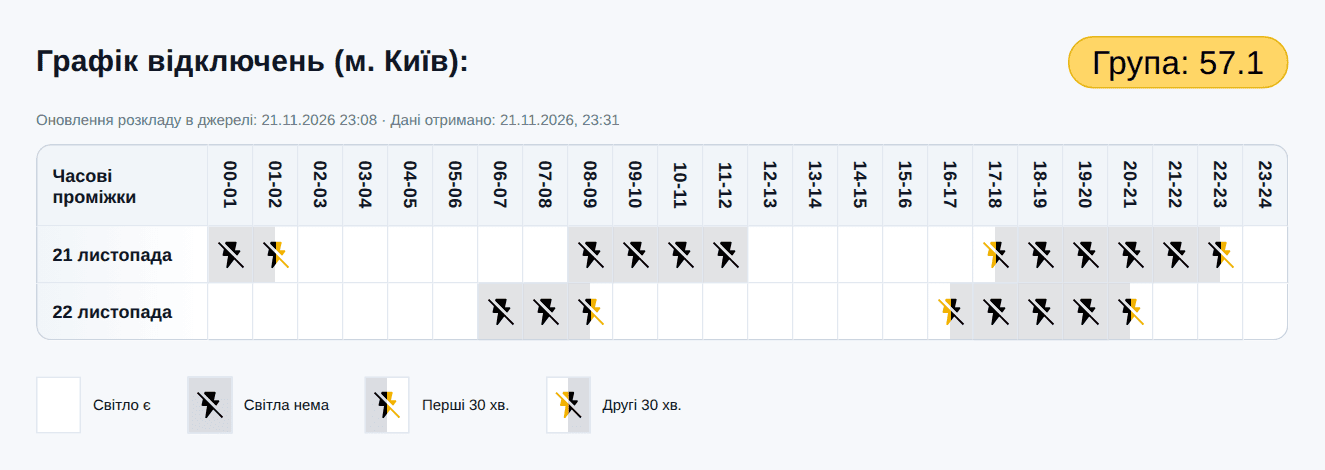 Графік відключень (м. Київ):
Група: 57.1
Оновлення розкладу в джерелі: 21.11.2026 23:08 · Дані отримано: 21.11.2026, 23:31
Часові
проміжки
00-01
01-02
02-03
03-04
04-05
05-06
06-07
07-08
08-09
09-10
10-11
11-12
12-13
13-14
14-15
15-16
16-17
17-18
18-19
19-20
20-21
21-22
22-23
23-24
21 листопада
22 листопада
Світло є
Світла нема
Перші 30 хв.
Другі 30 хв.